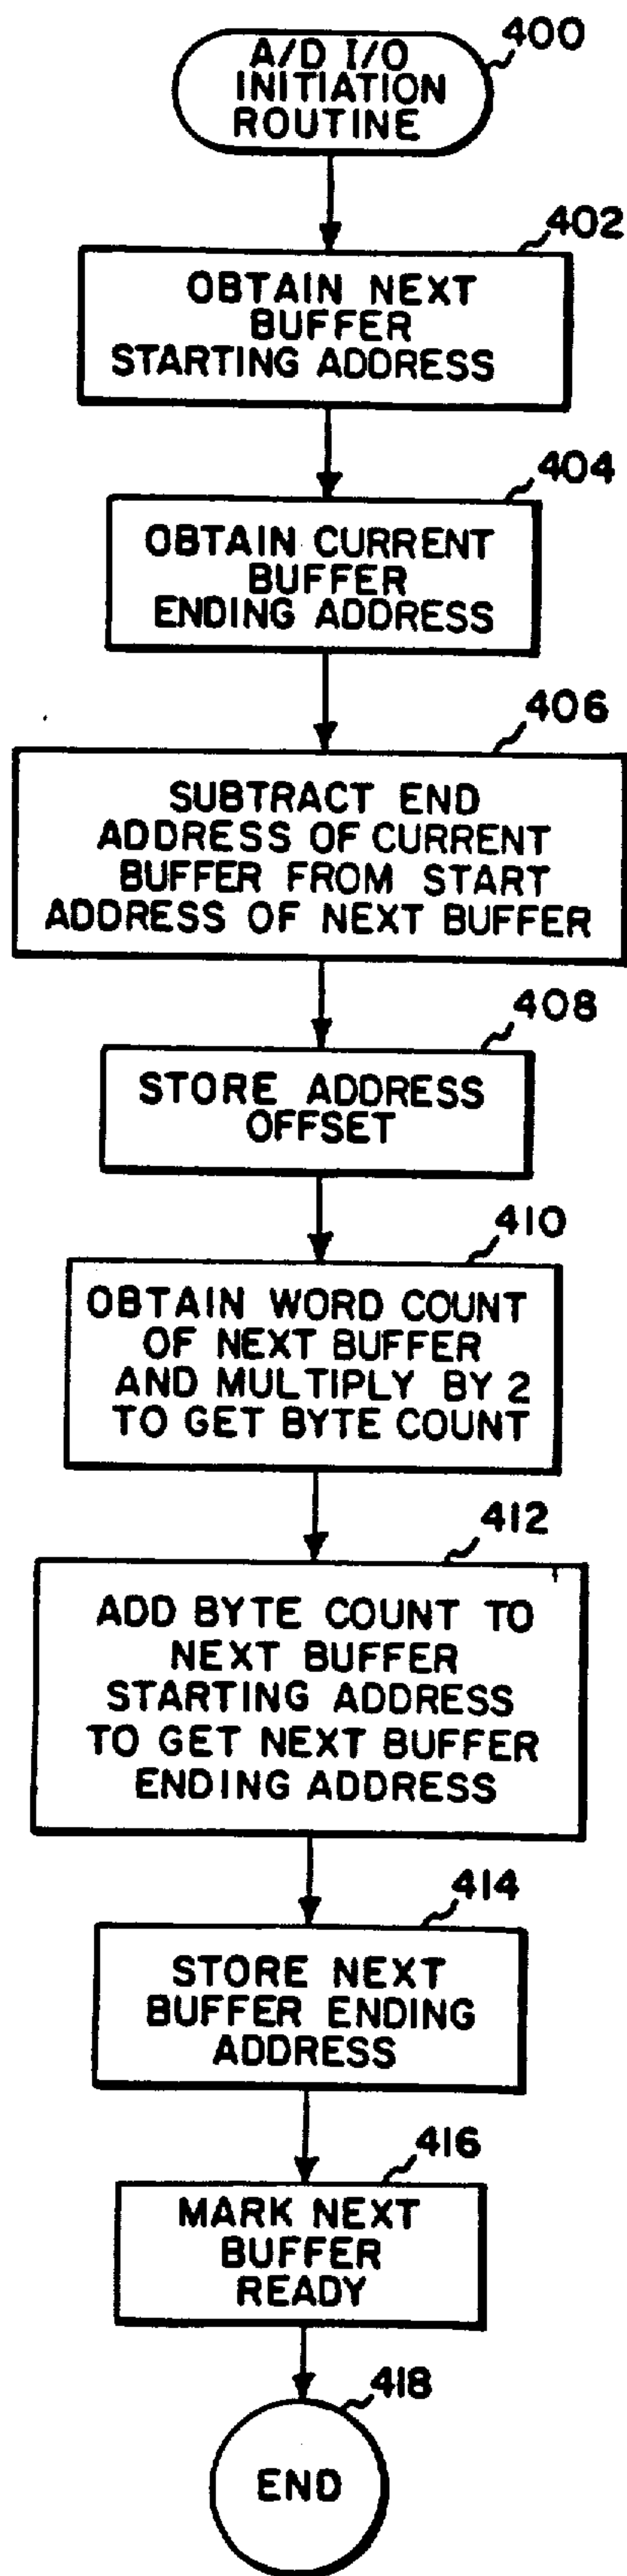 400
A/D I/O
INITIATION
ROUTINE
402
OBTAIN NEXT
BUFFER
STARTING ADDRESS
404
OBTAIN CURRENT
BUFFER
ENDING ADDRESS
406
SUBTRACT END
ADDRESS OF CURRENT
BUFFER FROM START
ADDRESS OF NEXT BUFFER
408
STORE ADDRESS
OFFSET
410
OBTAIN WORD COUNT
OF NEXT BUFFER
AND MULTIPLY BY 2
TO GET BYTE COUNT
412
ADD BYTE COUNT TO
NEXT BUFFER
STARTING ADDRESS
TO GET NEXT BUFFER
ENDING ADDRESS
414
STORE NEXT
BUFFER ENDING
ADDRESS
416
MARK NEXT
BUFFER
READY
418
END